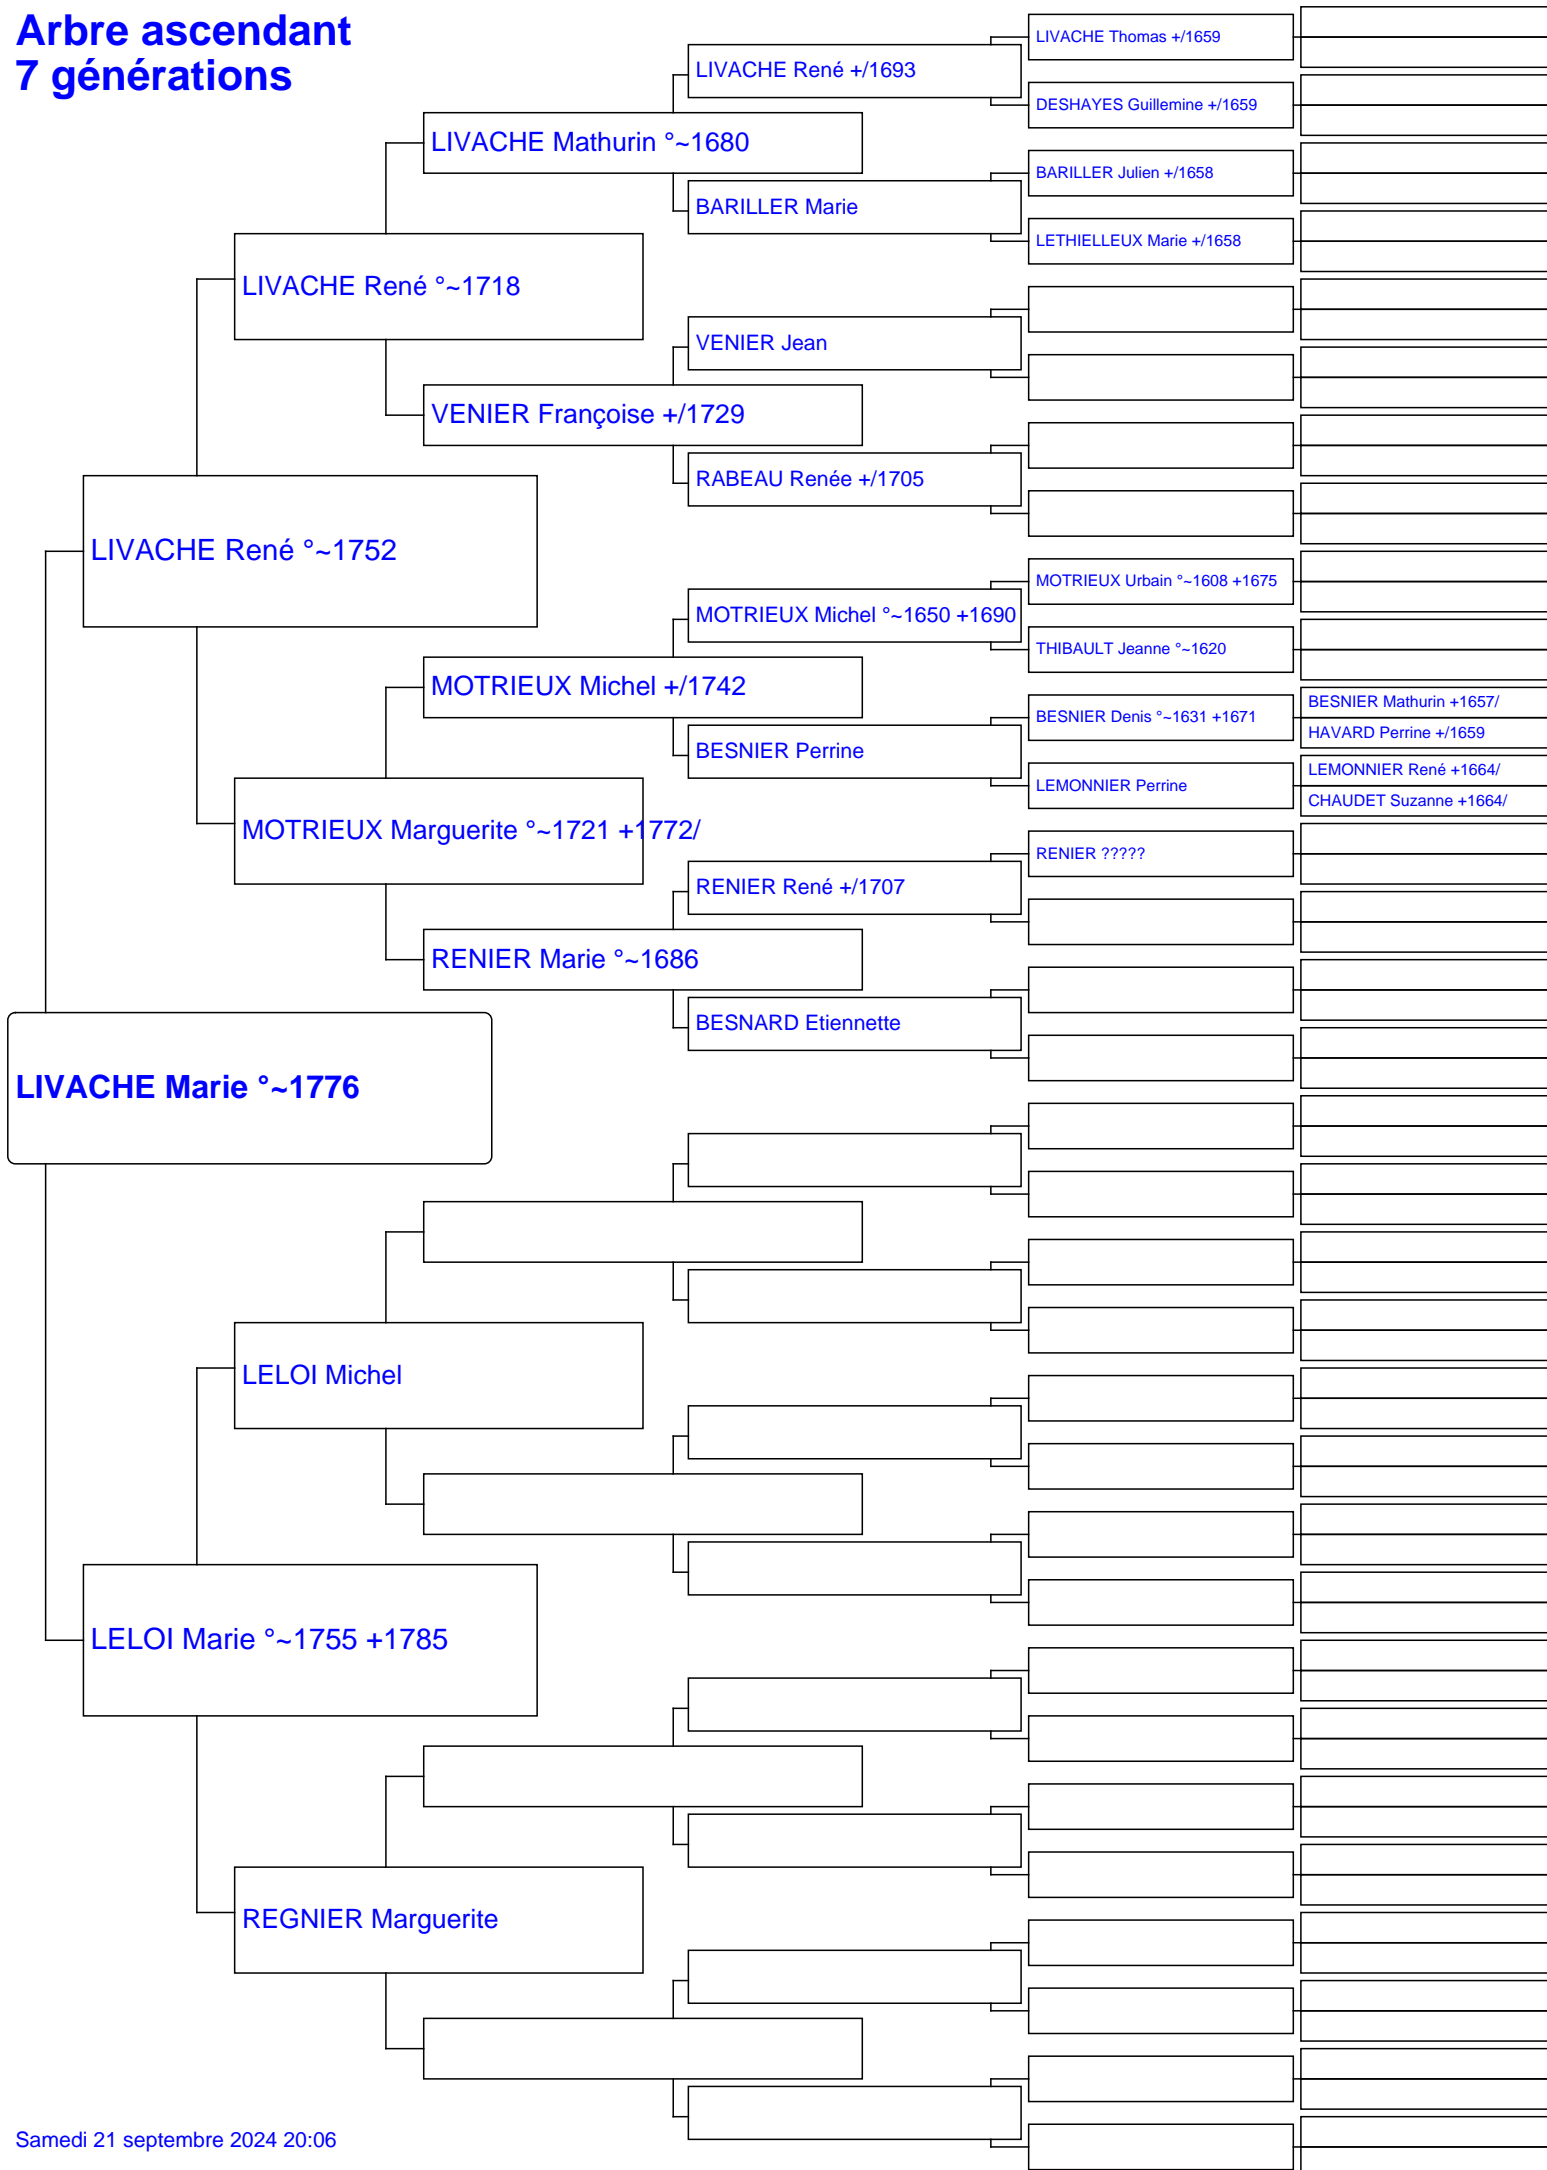 Arbre ascendant
7 générations
LIVACHE Thomas +/1659
LIVACHE René +/1693
DESHAYES Guillemine +/1659
LIVACHE Mathurin °~1680
BARILLER Julien +/1658
BARILLER Marie
LETHIELLEUX Marie +/1658
LIVACHE René °~1718
VENIER Jean
VENIER Françoise +/1729
RABEAU Renée +/1705
LIVACHE René °~1752
MOTRIEUX Urbain °~1608 +1675
MOTRIEUX Michel °~1650 +1690
THIBAULT Jeanne °~1620
MOTRIEUX Michel +/1742
BESNIER Mathurin +1657/
BESNIER Denis °~1631 +1671
HAVARD Perrine +/1659
BESNIER Perrine
LEMONNIER René +1664/
LEMONNIER Perrine
CHAUDET Suzanne +1664/
MOTRIEUX Marguerite °~1721 +1772/
RENIER ?????
RENIER René +/1707
RENIER Marie °~1686
BESNARD Etiennette
LIVACHE Marie °~1776
LELOI Michel
LELOI Marie °~1755 +1785
REGNIER Marguerite
Samedi 21 septembre 2024 20:06